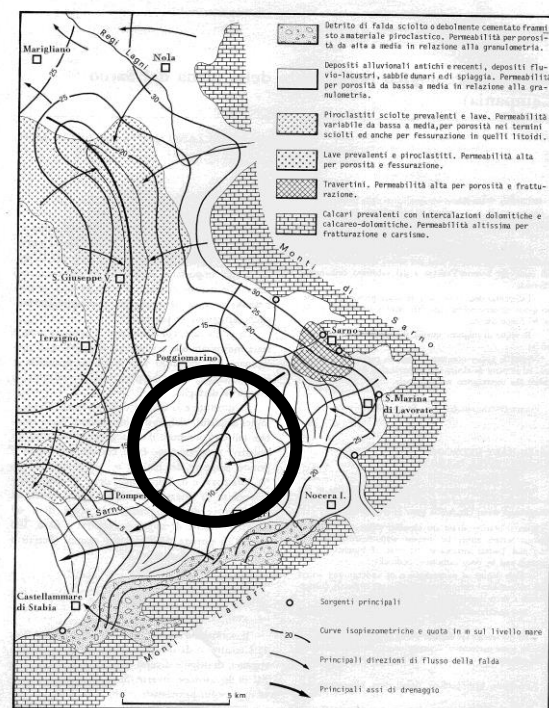 Marigliano
Regi Lagni
Nola
S.Giuseppe V.
Terzigno
Poggiomarino
Monti di Sarno
Sarno
S.Marina
di Lavorate
Nocera I.
F. Sarno
Castellammare
di Stabia
Monti Lattari
0 5 km
Detrito di falda sciolto o debolmente cementato frammi
sto a materiale piroclastico. Permeabilità per porosi
tà da alta a media in relazione alla granulometria.
Depositi alluvionali antichi e recenti, depositi flu-
vio-lacustri, sabbie dunari e di spiaggia. Permeabilità
per porosità da bassa a media in relazione alla gra-
nulometria.
Piroclastiti sciolte prevalenti e lave. Permeabilità
variabile da bassa a media, per porosità nei termini
sciolti ed anche per fessurazione in quelli litoidi.
Lave prevalenti e piroclastiti. Permeabilità alta
per porosità e fessurazione.
Travertini. Permeabilità alta per porosità e frattu-
razione.
Calcari prevalenti con intercalazioni dolomitiche e
calcareo-dolomitiche. Permeabilità altissima per
fratturazione e carsismo.
Sorgenti principali
20 Curve isopiezometriche e quota in m sul livello mare
Principali direzioni di flusso della falda
Principali assi di drenaggio